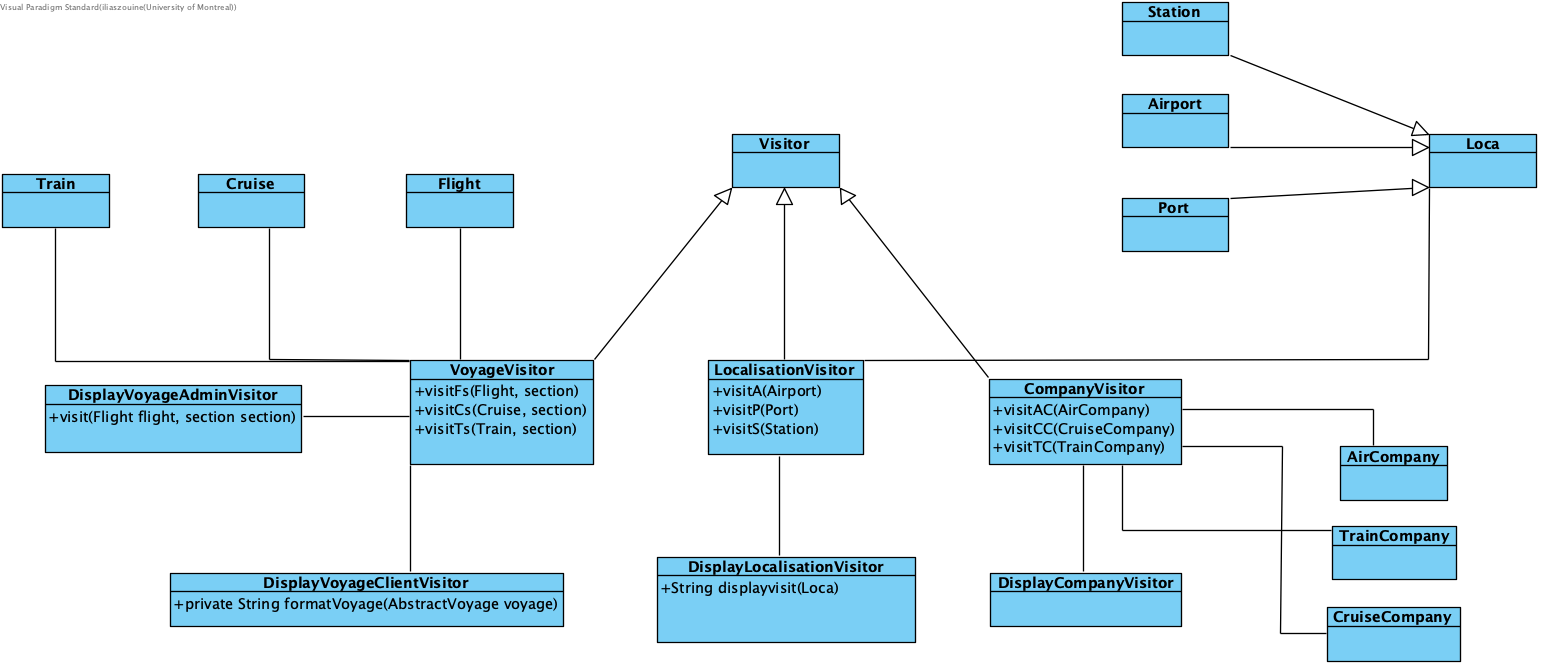 Visual Paradigm Standard(iliaszouine(University of Montreal))
Station
Airport
Visitor
Loca
Train
Cruise
Flight
Port
VoyageVisitor
+visitFs(Flight, section)
+visitCs(Cruise, section)
+visitTs(Train, section)
LocalisationVisitor
+visitA(Airport)
+visitP(Port)
+visitS(Station)
CompanyVisitor
+visitAC(AirCompany)
+visitCC(CruiseCompany)
+visitTC(TrainCompany)
DisplayVoyageAdminVisitor
+visit(Flight flight, section section)
AirCompany
TrainCompany
DisplayVoyageClientVisitor
+private String formatVoyage(AbstractVoyage voyage)
DisplayLocalisationVisitor
+String displayvisit(Loca)
DisplayCompanyVisitor
CruiseCompany